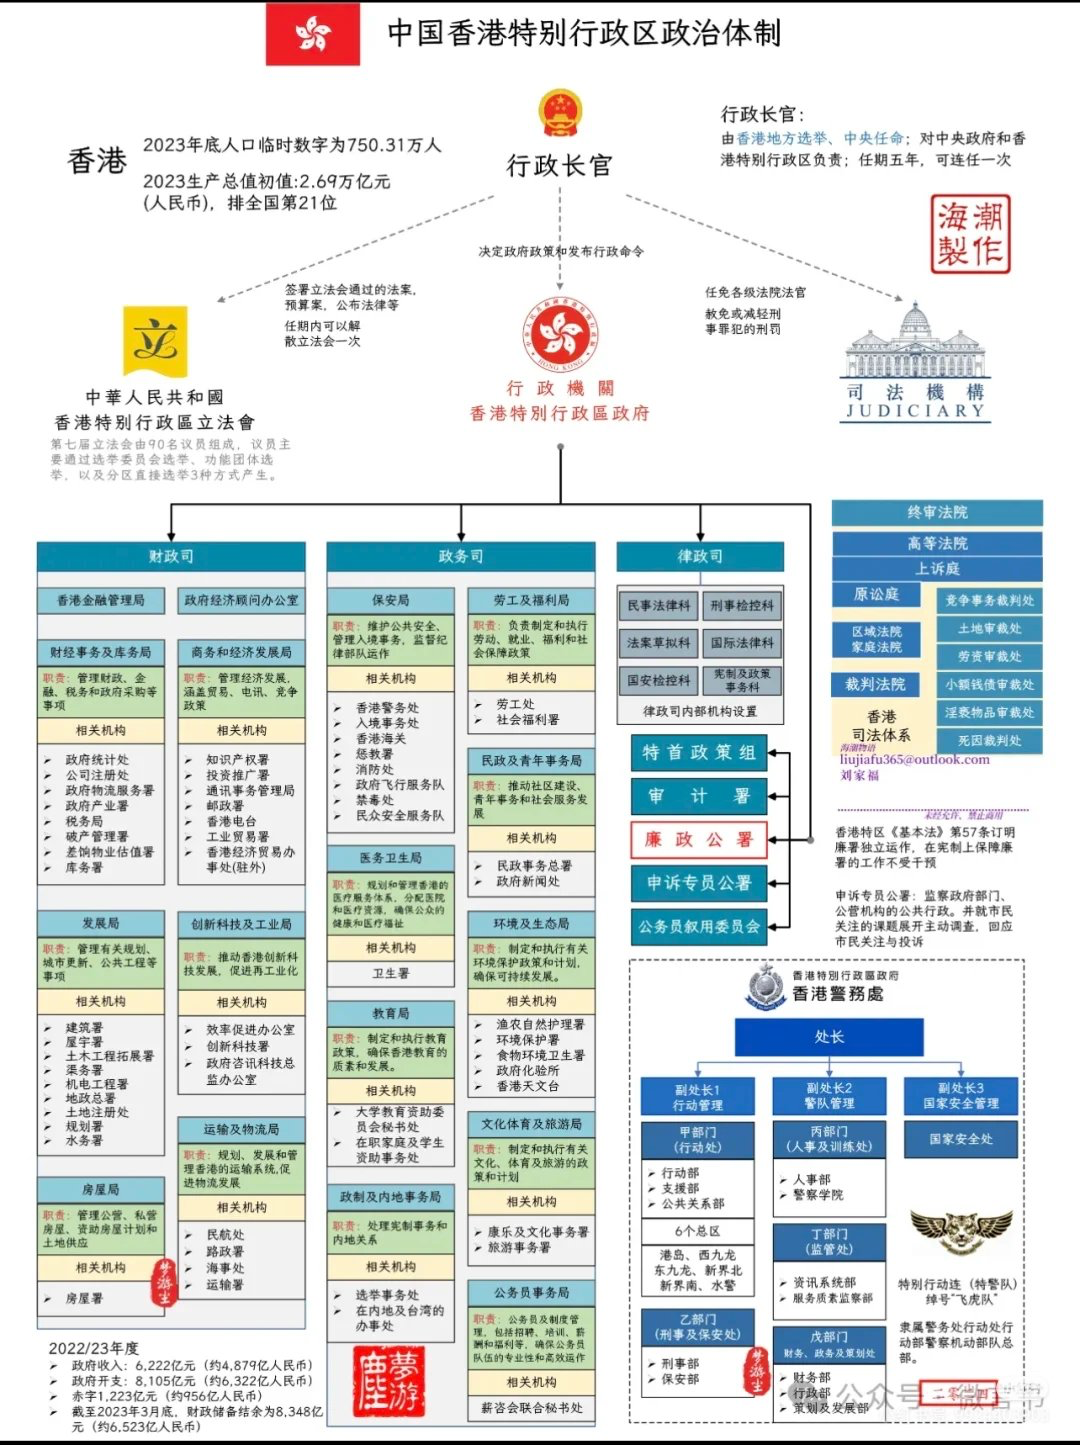 中国香港特别行政区政治体制
香港
2023年底人口临时数字为750.31万人
2023生产总值初值:2.69万亿元
(人民币)，排全国第21位
行政长官
行政长官：
由香港地方选举、中央任命；对中央政府和香
港特别行政区负责；任期五年，可连任一次
海潮
製作
决定政府政策和发布行政命令
签署立法会通过的法案，
预算案，公布法律等
任期内可以解
散立法会一次
任免各级法院法官
赦免或减轻刑
事罪犯的刑罚
立
中華人民共和國
香港特别行政區立法會
第七届立法会由90名议员组成，议员主
要通过选举委员会选举、功能团体选
举，以及分区直接选举3种方式产生。
HONG KONG
行政機關
香港特别行政區政府
司法機構
JUDICIARY
财政司
香港金融管理局
政府经济顾问办公室
财经事务及库务局
职责：管理财政、金
融、税务和政府采购等
事项
相关机构
政府统计处
公司注册处
政府物流服务署
政府产业署
税务局
破产管理署
差饷物业估值署
库务署
商务和经济发展局
职责：管理经济发展，
涵盖贸易、电讯、竞争
政策
相关机构
知识产权署
投资推广署
通讯事务管理局
邮政署
香港电台
工业贸易署
香港经济贸易办
事处(驻外)
发展局
职责：管理有关规划、
城市更新、公共工程等
事项
相关机构
建筑署
屋宇署
土木工程拓展署
渠务署
机电工程署
地政总署
土地注册处
规划署
水务署
创新科技及工业局
职责：推动香港创新科
技发展，促进再工业化
相关机构
效率促进办公室
创新科技署
政府咨讯科技总
监办公室
运输及物流局
职责：规划、发展和管
理香港的运输系统,促
进物流发展
相关机构
民航处
路政署
海事处
运输署
房屋局
职责：管理公营、私营
房屋、资助房屋计划和
土地供应
相关机构
房屋署
梦游尘
2022/23年度
政府收入：6,222亿元（约4,879亿人民币）
政府开支：8,105亿元（约6,322亿人民币）
赤字1,223亿元（约956亿人民币）
截至2023年3月底，财政储备结余为8,348亿
元（约6,523亿人民币）
政务司
保安局
职责：维护公共安全、
管理入境事务，监督纪
律部队运作
相关机构
香港警务处
入境事务处
香港海关
惩教署
消防处
政府飞行服务队
禁毒处
民众安全服务队
医务卫生局
职责：规划和管理香港的
医疗服务体系，分配医院
和医疗资源，确保公众的
健康和医疗福祉
相关机构
卫生署
教育局
职责：制定和执行教育
政策，确保香港教育的
质素和发展。
相关机构
大学教育资助委
员会秘书处
在职家庭及学生
资助事务处
政制及内地事务局
职责：处理宪制事务和
内地关系
相关机构
选举事务处
在内地及台湾的
办事处
夢游
塵
劳工及福利局
职责：负责制定和执行
劳动、就业、福利和社
会保障政策
相关机构
劳工处
社会福利署
民政及青年事务局
职责：推动社区建设、
青年事务和社会服务发
展
相关机构
民政事务总署
政府新闻处
环境及生态局
职责：制定和执行有关
环境保护政策和计划，
确保可持续发展。
相关机构
渔农自然护理署
环境保护署
食物环境卫生署
政府化验所
香港天文台
文化体育及旅游局
职责：制定和执行有关
文化、体育及旅游的政
策和计划
相关机构
康乐及文化事务署
旅游事务署
公务员事务局
职责：公务员及制度管
理，包括招聘、培训、薪
酬和福利等，确保公务员
队伍的专业性和高效运作
相关机构
薪咨会联合秘书处
律政司
民事法律科
刑事检控科
法案草拟科
国际法律科
国安检控科
宪制及政策
事务科
律政司内部机构设置
特首政策组
审计署
廉政公署
申诉专员公署
公务员叙用委员会
终审法院
高等法院
上诉庭
原讼庭
区域法院
家庭法院
裁判法院
香港
司法体系
竞争事务裁判处
土地审裁处
劳资审裁处
小额钱债审裁处
淫亵物品审裁处
死因裁判处
海潮物语
liujiafu365@outlook.com
刘家福
未经允许，禁止商用
香港特区《基本法》第57条订明
廉署独立运作，在宪制上保障廉
署的工作不受干预
申诉专员公署：监察政府部门、
公营机构的公共行政。并就市民
关注的课题展开主动调查，回应
市民关注与投诉
香港特别行政區政府
香港警務處
处长
副处长1
行动管理
甲部门
(行动处)
行动部
支援部
公共关系部
6个总区
港岛、西九龙
东九龙、新界北
新界南、水警
乙部门
(刑事及保安处)
刑事部
保安部
梦游尘
副处长2
警队管理
丙部门
(人事及训练处)
人事部
警察学院
丁部门
(监管处)
资讯系统部
服务质素监察部
戊部门
财务、政务及策划处
财务部
行政部
策划及发展部
副处长3
国家安全管理
国家安全处
特别行动连（特警队）
绰号“飞虎队”
隶属警务处行动处行
动部警察机动部队总
部。
公众号